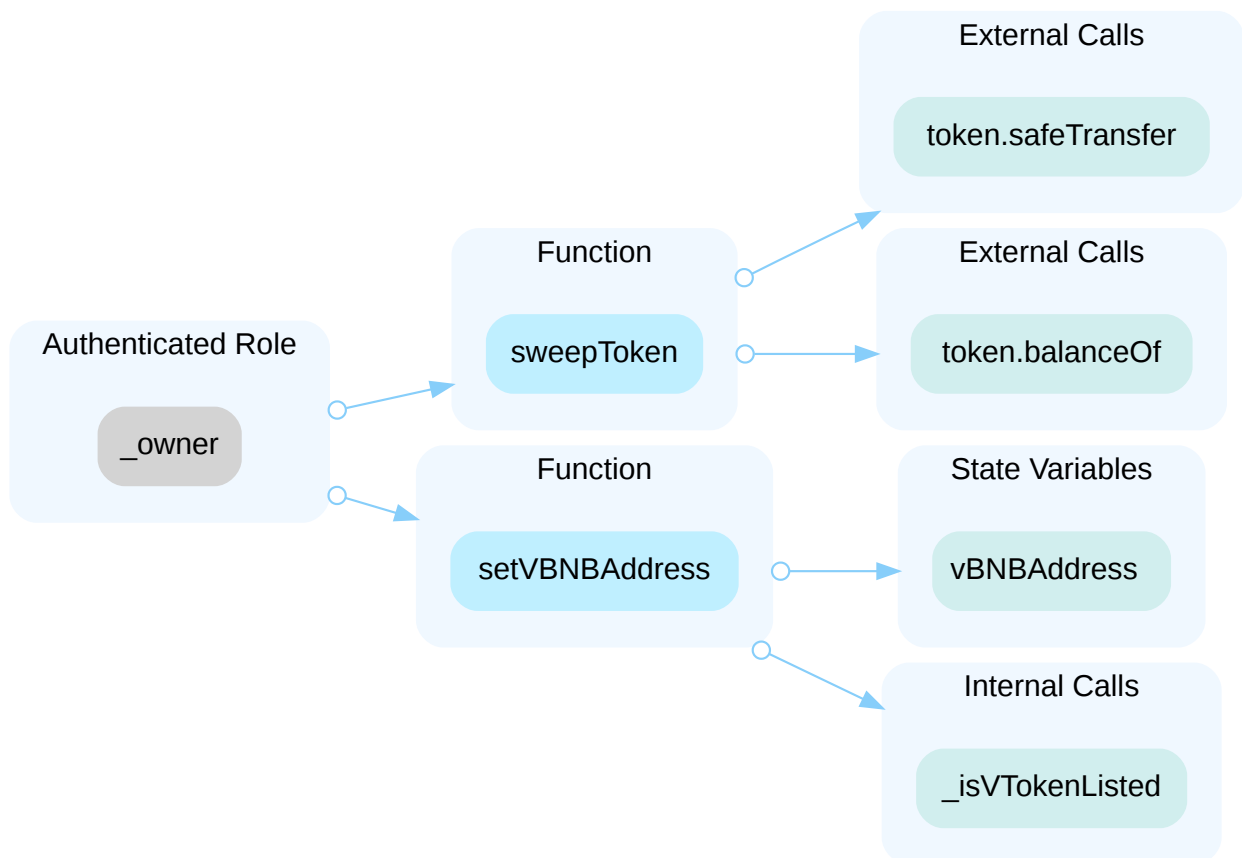 External Calls
token.safeTransfer
Function
sweepToken
External Calls
token.balanceOf
Authenticated Role
_owner
Function
setVBNBAddress
State Variables
vBNBAddress
Internal Calls
_isVTokenListed